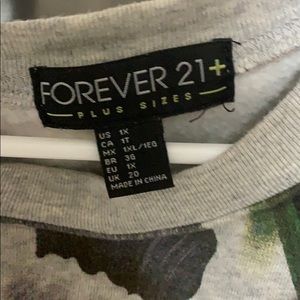 FOREVER 21+
PLUS SIZES
US 1X
CA 1T
MX 1XL/1EG
BR 36
EU 1X
UK 20
MADE IN CHINA